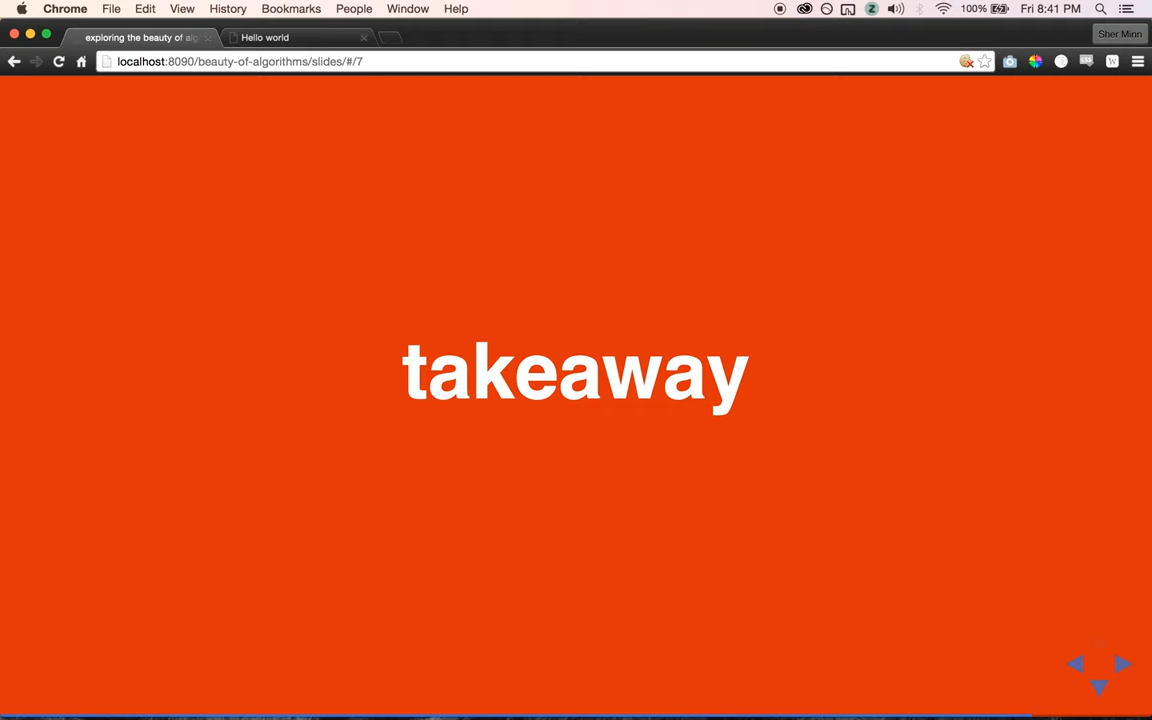 Chrome File Edit View History Bookmarks People Window Help 100% Fri 8:41 PM
exploring the beauty of alg Hello world Sher Minn
localhost:8090/beauty-of-algorithms/slides/#/7
takeaway